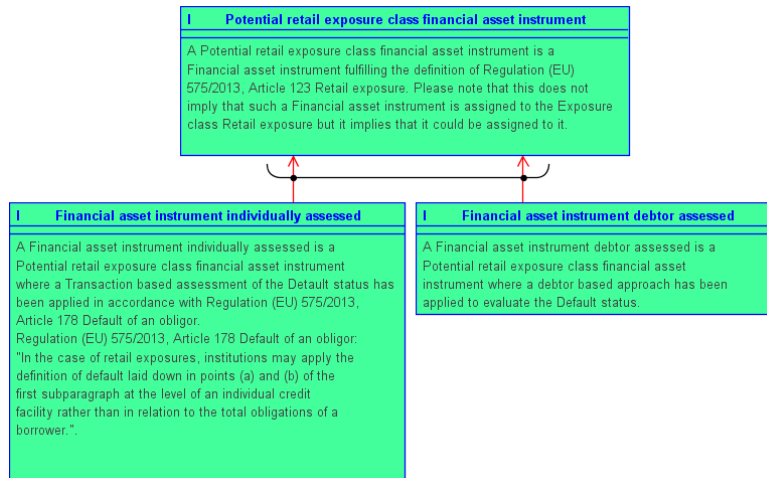 I Potential retail exposure class financial asset instrument
A Potential retail exposure class financial asset instrument is a
Financial asset instrument fulfilling the definition of Regulation (EU)
575/2013, Article 123 Retail exposure. Please note that this does not
imply that such a Financial asset instrument is assigned to the Exposure
class Retail exposure but it implies that it could be assigned to it.
I Financial asset instrument individually assessed
A Financial asset instrument individually assessed is a
Potential retail exposure class financial asset instrument
where a Transaction based assessment of the Detault status has
been applied in accordance with Regulation (EU) 575/2013,
Article 178 Default of an obligor.
Regulation (EU) 575/2013, Article 178 Default of an obligor:
"In the case of retail exposures, institutions may apply the
definition of default laid down in points (a) and (b) of the
first subparagraph at the level of an individual credit
facility rather than in relation to the total obligations of a
borrower.".
I Financial asset instrument debtor assessed
A Financial asset instrument debtor assessed is a
Potential retail exposure class financial asset
instrument where a debtor based approach has been
applied to evaluate the Default status.